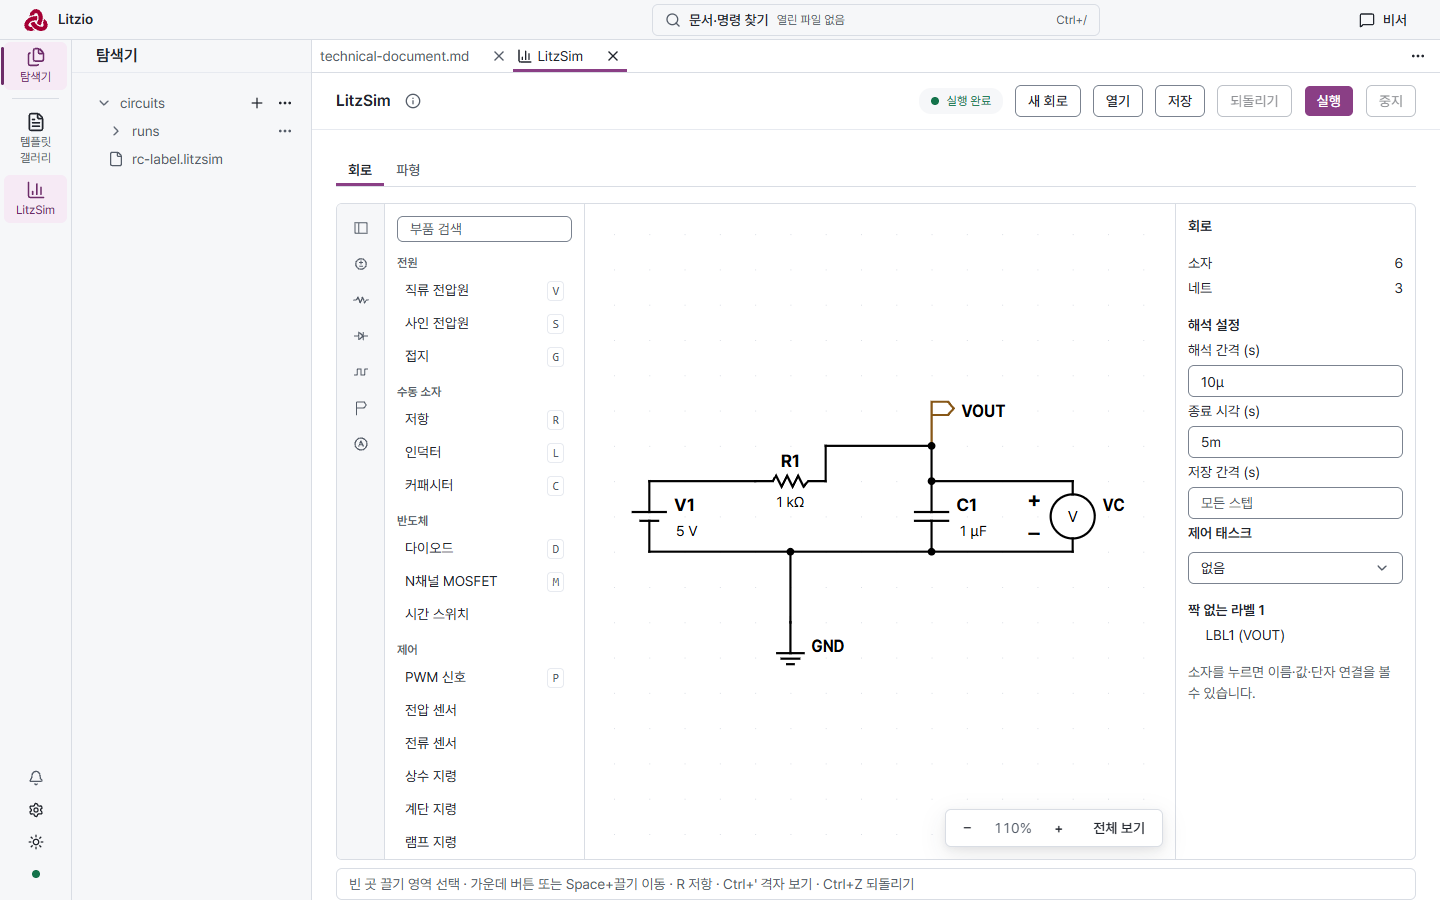 Litzio
문서·명령 찾기 열린 파일 없음 Ctrl+/
비서
탐색기
템플릿
갤러리
LitzSim
탐색기
circuits
runs
rc-label.litzsim
technical-document.md
LitzSim
LitzSim
실행 완료
새 회로
열기
저장
되돌리기
실행
중지
회로
파형
부품 검색
전원
직류 전압원 V
사인 전압원 S
접지 G
수동 소자
저항 R
인덕터 L
커패시터 C
반도체
다이오드 D
N채널 MOSFET M
시간 스위치
제어
PWM 신호 P
전압 센서
전류 센서
상수 지령
계단 지령
램프 지령
VOUT
R1
1 kΩ
V1
5 V
C1
1 µF
+
V
−
VC
GND
− 110% + 전체 보기
회로
소자 6
네트 3
해석 설정
해석 간격 (s)
10µ
종료 시각 (s)
5m
저장 간격 (s)
모든 스텝
제어 태스크
없음
짝 없는 라벨 1
LBL1 (VOUT)
소자를 누르면 이름·값·단자 연결을 볼
수 있습니다.
빈 곳 끌기 영역 선택 · 가운데 버튼 또는 Space+끌기 이동 · R 저항 · Ctrl+' 격자 보기 · Ctrl+Z 되돌리기